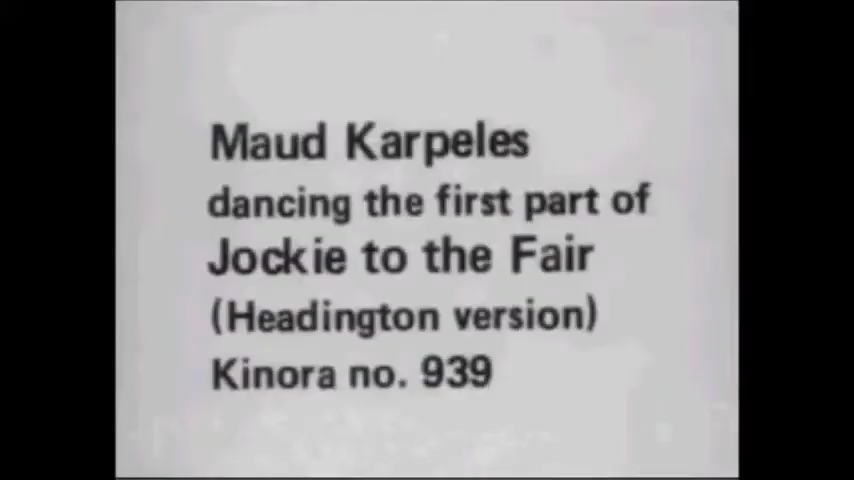 Maud Karpeles
dancing the first part of
Jockie to the Fair
(Headington version)
Kinora no. 939